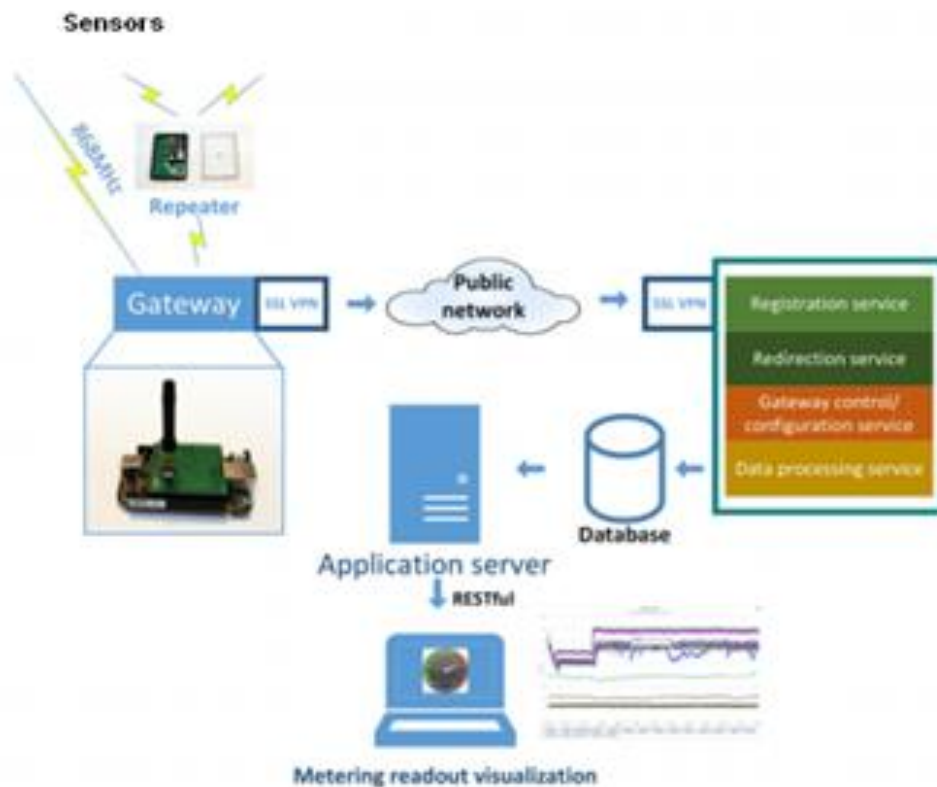 Sensors
868MHz
Repeater
Gateway
SSL VPN
Public
network
SSL VPN
Registration service
Redirection service
Gateway control/
configuration service
Data processing service
Database
Application server
RESTful
Metering readout visualization